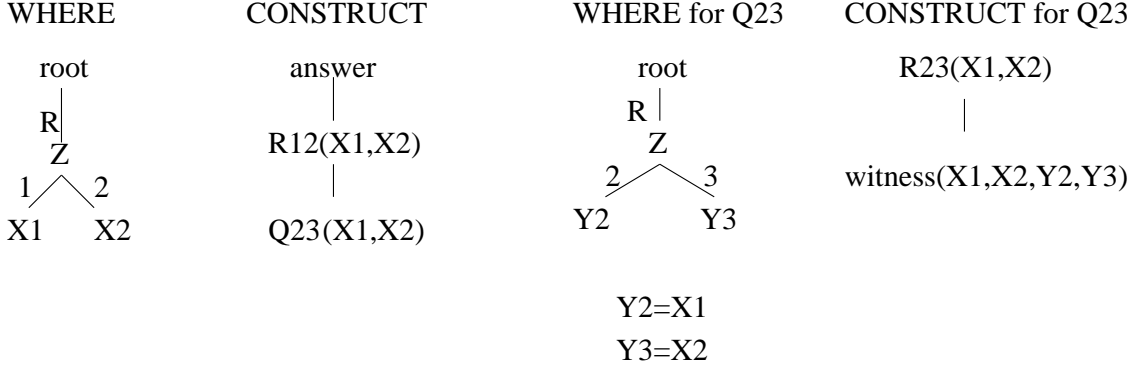 WHERE CONSTRUCT WHERE for Q23 CONSTRUCT for Q23
root answer root R23(X1,X2)
R R
Z R12(X1,X2) Z
1 2 2 3 witness(X1,X2,Y2,Y3)
X1 X2 Q23(X1,X2) Y2 Y3
Y2=X1
Y3=X2